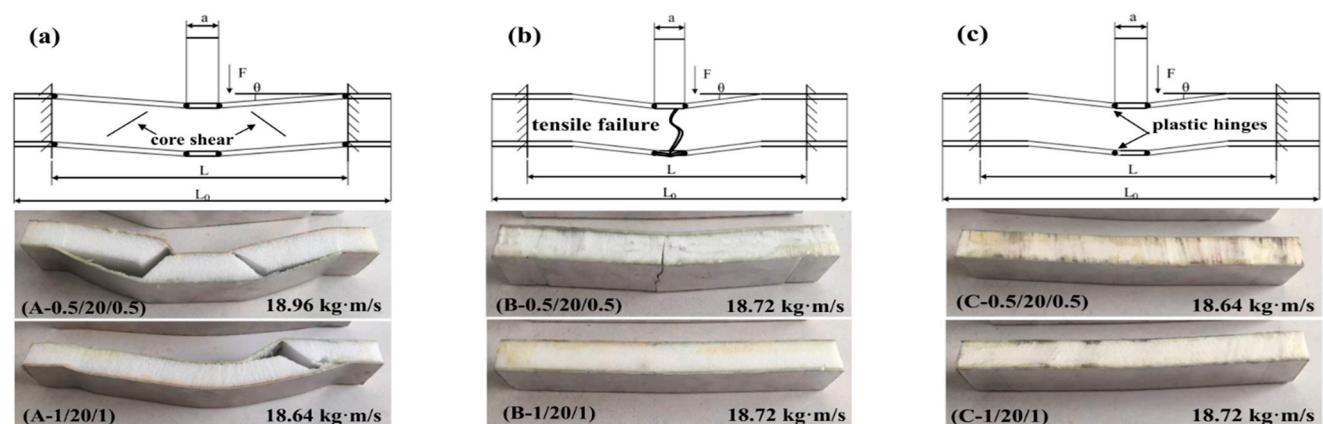 (a)
a
F
θ
core shear
L
L₀
(A-0.5/20/0.5) 18.96 kg·m/s
(A-1/20/1) 18.64 kg·m/s
(b)
a
F
θ
tensile failure
L
L₀
(B-0.5/20/0.5) 18.72 kg·m/s
(B-1/20/1) 18.72 kg·m/s
(c)
a
F
θ
plastic hinges
L
L₀
(C-0.5/20/0.5) 18.64 kg·m/s
(C-1/20/1) 18.72 kg·m/s